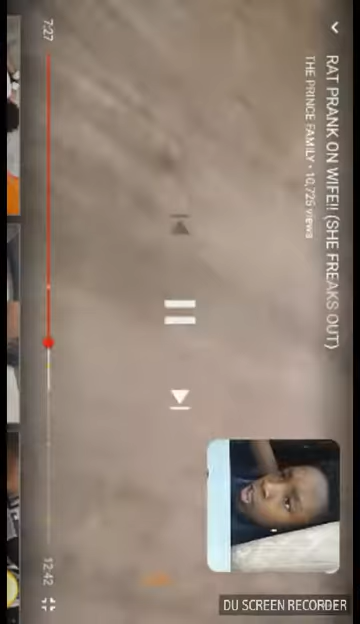 RAT PRANK ON WIFE!! (SHE FREAKS OUT)
THE PRINCE FAMILY • 10,725 views
7:27
12:42
DU SCREEN RECORDER